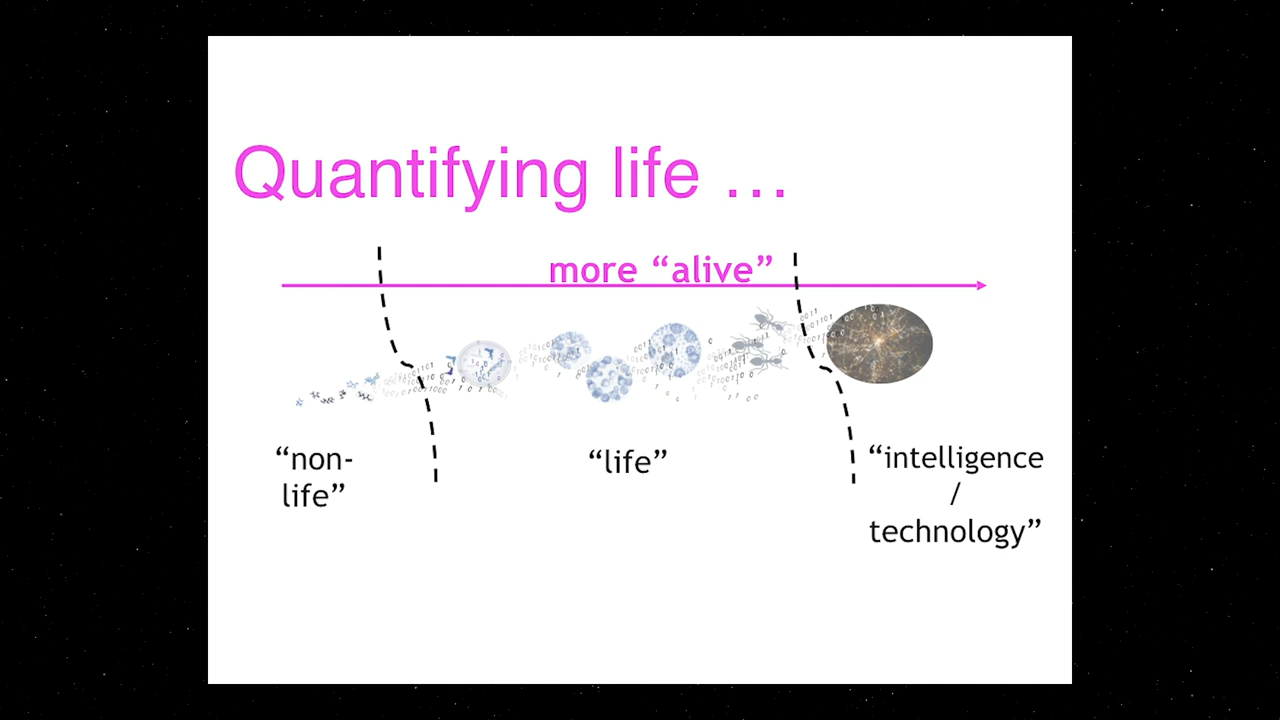 Quantifying life …
more “alive”
“non-
life”
“life”
“intelligence
/
technology”